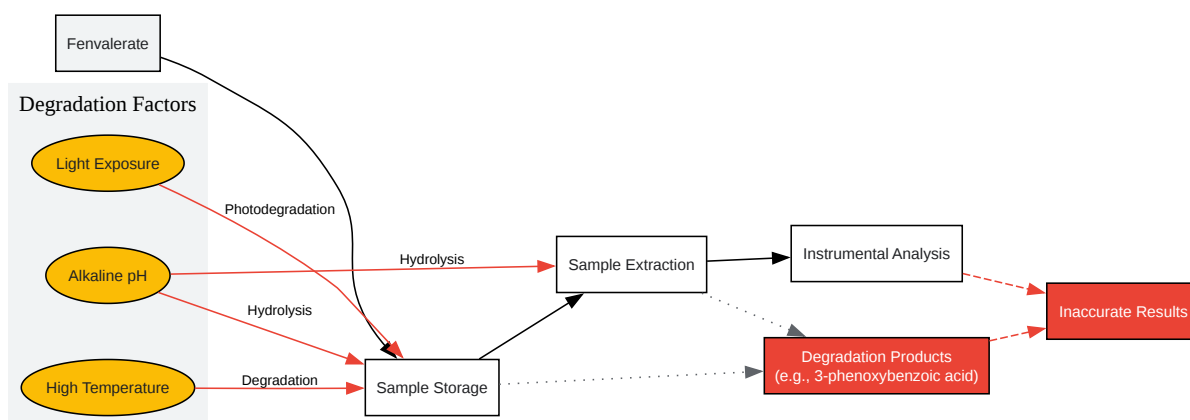 Fenvalerate
Degradation Factors
Light Exposure
Photodegradation
Alkaline pH
Hydrolysis
Hydrolysis
High Temperature
Degradation
Sample Storage
Sample Extraction
Instrumental Analysis
Degradation Products
(e.g., 3-phenoxybenzoic acid)
Inaccurate Results